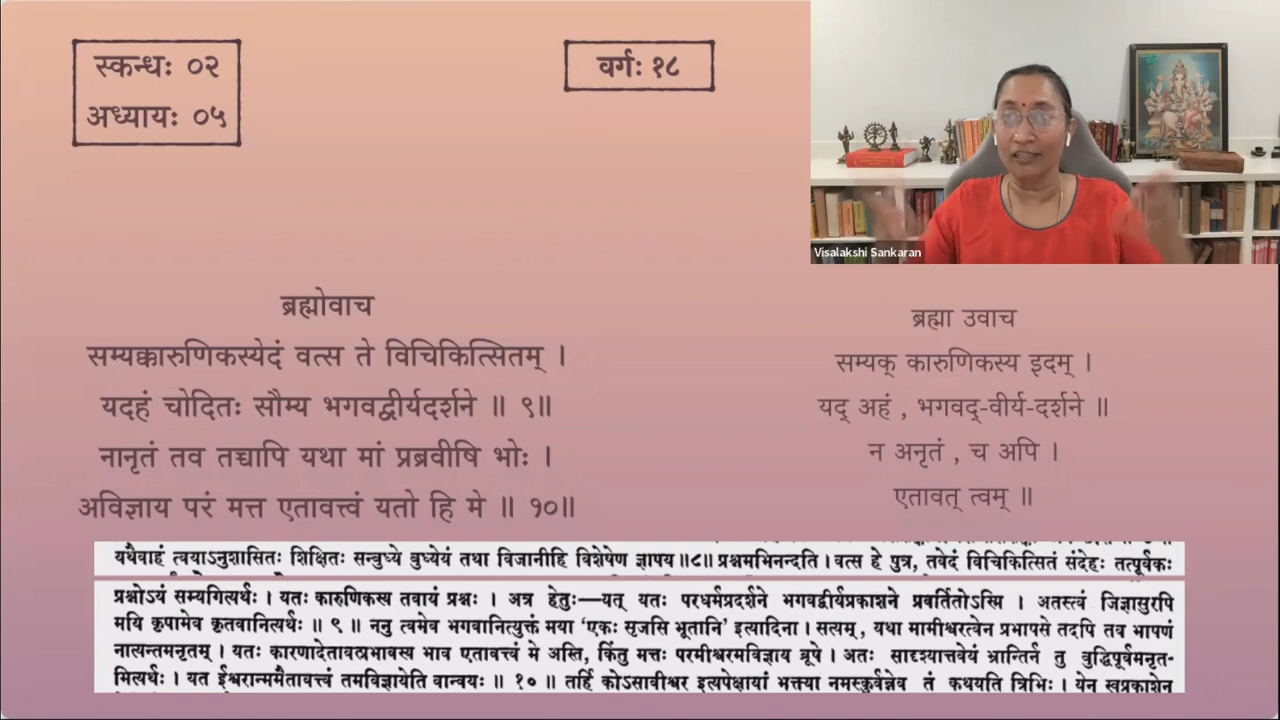 स्कन्धः ०२
अध्यायः ०५
वर्गः १८
Visalakshi Sankaran
ब्रह्मोवाच
सम्यक्कारुणिकस्येदं वत्स ते विचिकित्सितम् ।
यदहं चोदितः सौम्य भगवद्वीर्यदर्शने ॥ ९॥
नानृतं तव तच्चापि यथा मां प्रब्रवीषि भोः ।
अविज्ञाय परं मत्त एतावत्त्वं यतो हि मे ॥ १०॥
ब्रह्मा उवाच
सम्यक् कारुणिकस्य इदम् ।
यद् अहं , भगवद्-वीर्य-दर्शने ॥
न अनृतं , च अपि ।
एतावत् त्वम् ॥
यथैवाहं त्वयाऽनुशासितः शिक्षितः सन्बुध्ये बुध्येयं तथा विजानीहि विशेषेण ज्ञापय ॥८॥ प्रश्नमभिनन्दति । वत्स हे पुत्र, तवेदं विचिकित्सितं संदेहः तत्पूर्वकः
प्रश्नोऽयं सम्यगित्यर्थः । यतः कारुणिकस्य तवायं प्रश्नः । अत्र हेतुः—यत् यतः परधर्मप्रदर्शने भगवद्वीर्यप्रकाशने प्रवर्तितोऽस्मि । अतस्त्वं जिज्ञासुरपि
मयि कृपामेव कृतवानित्यर्थः ॥ ९ ॥ ननु त्वमेव भगवानित्युक्तं मया ‘एकः सृजसि भूतानि’ इत्यादिना । सत्यम् , यथा मामीश्वरत्वेन प्रभाषसे तदपि तव भाषणं
नात्यन्तमनृतम् । यतः कारणादेतावत्प्रभावस्य भाव एतावत्त्वं मे अस्ति, किंतु मत्तः परमीश्वरमविज्ञाय ब्रूषे । अतः सादृश्यात्तवेयं भ्रान्तिर्न तु बुद्धिपूर्वमनृत-
मित्यर्थः । यत ईश्वरान्ममैतावत्त्वं तमविज्ञायेति वान्वयः ॥ १० ॥ तर्हि कोऽसावीश्वर इत्यपेक्षायां भक्त्या नमस्कुर्वन्नेव तं कथयति त्रिभिः । येन स्वप्रकाशेन